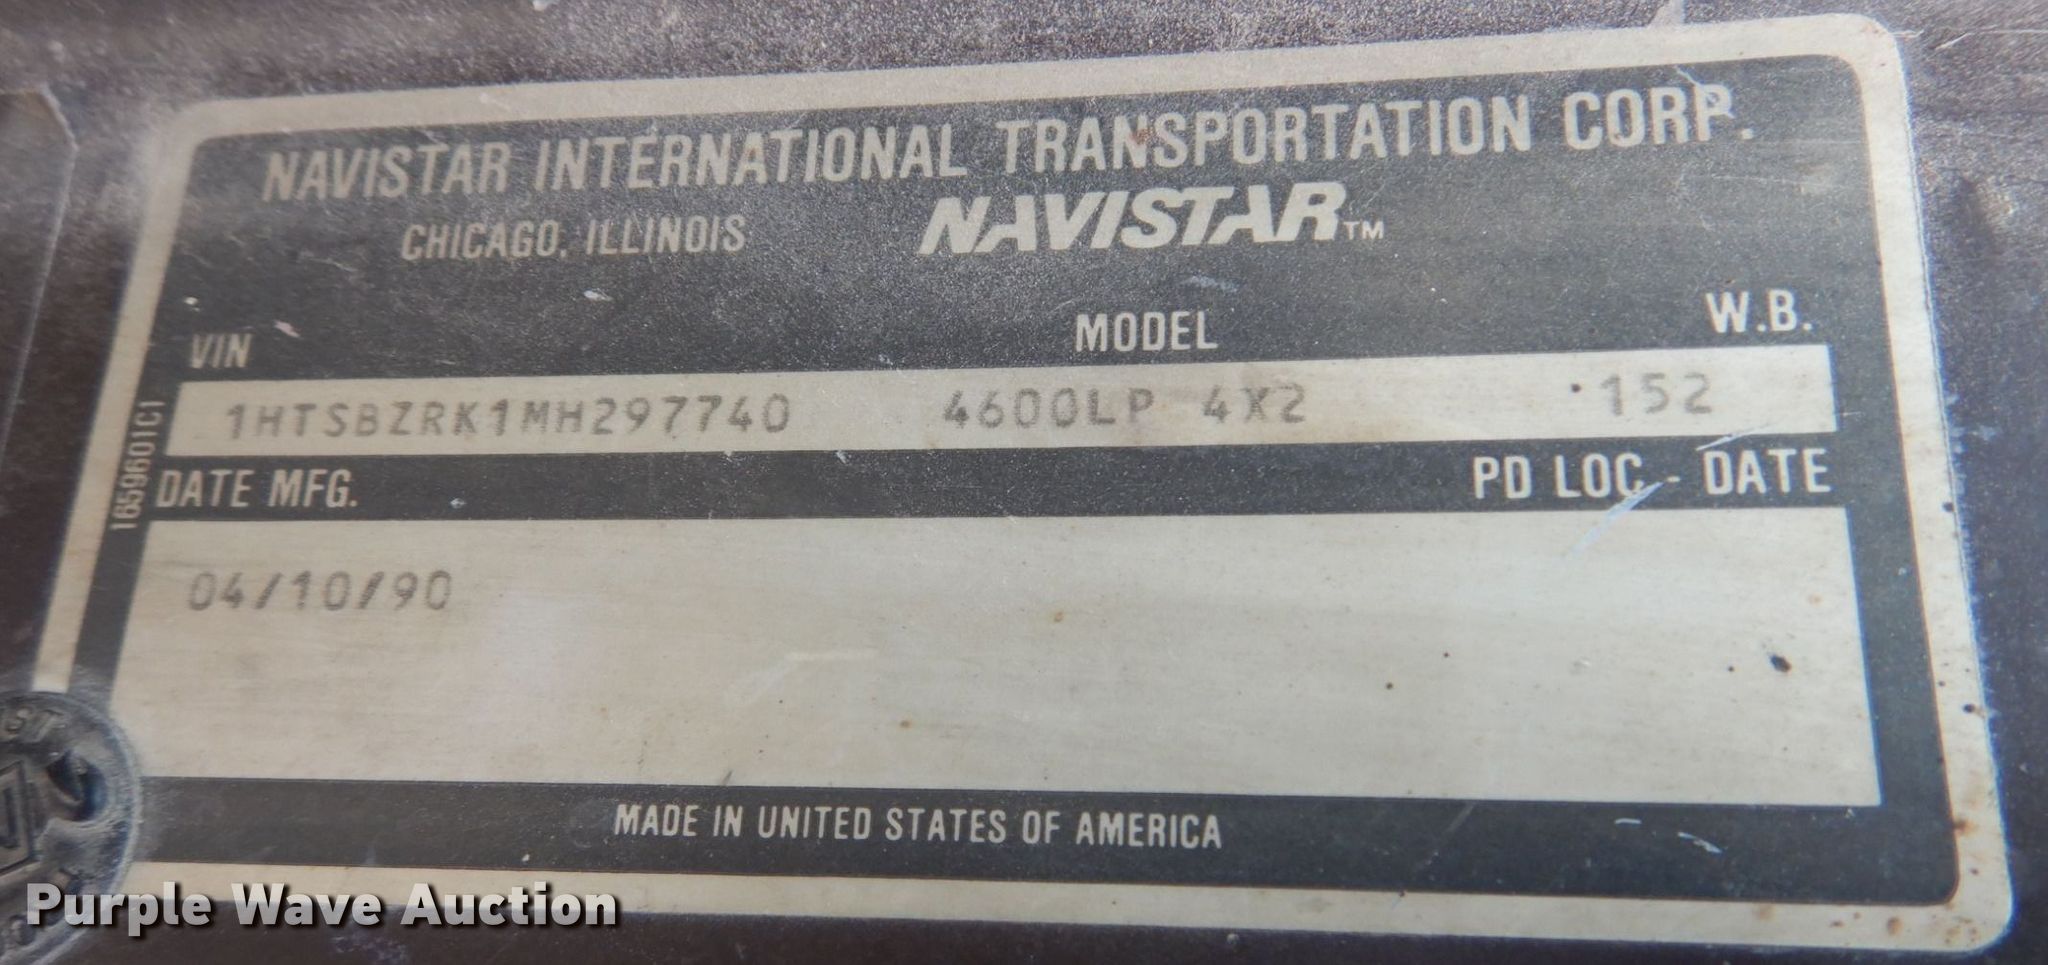 NAVISTAR INTERNATIONAL TRANSPORTATION CORP.
CHICAGO, ILLINOIS NAVISTAR™
VIN MODEL W.B.
1HTSBZRK1MH297740 4600LP 4X2 152
DATE MFG. PD LOC - DATE
04/10/90
1659601C1
MADE IN UNITED STATES OF AMERICA
Purple Wave Auction